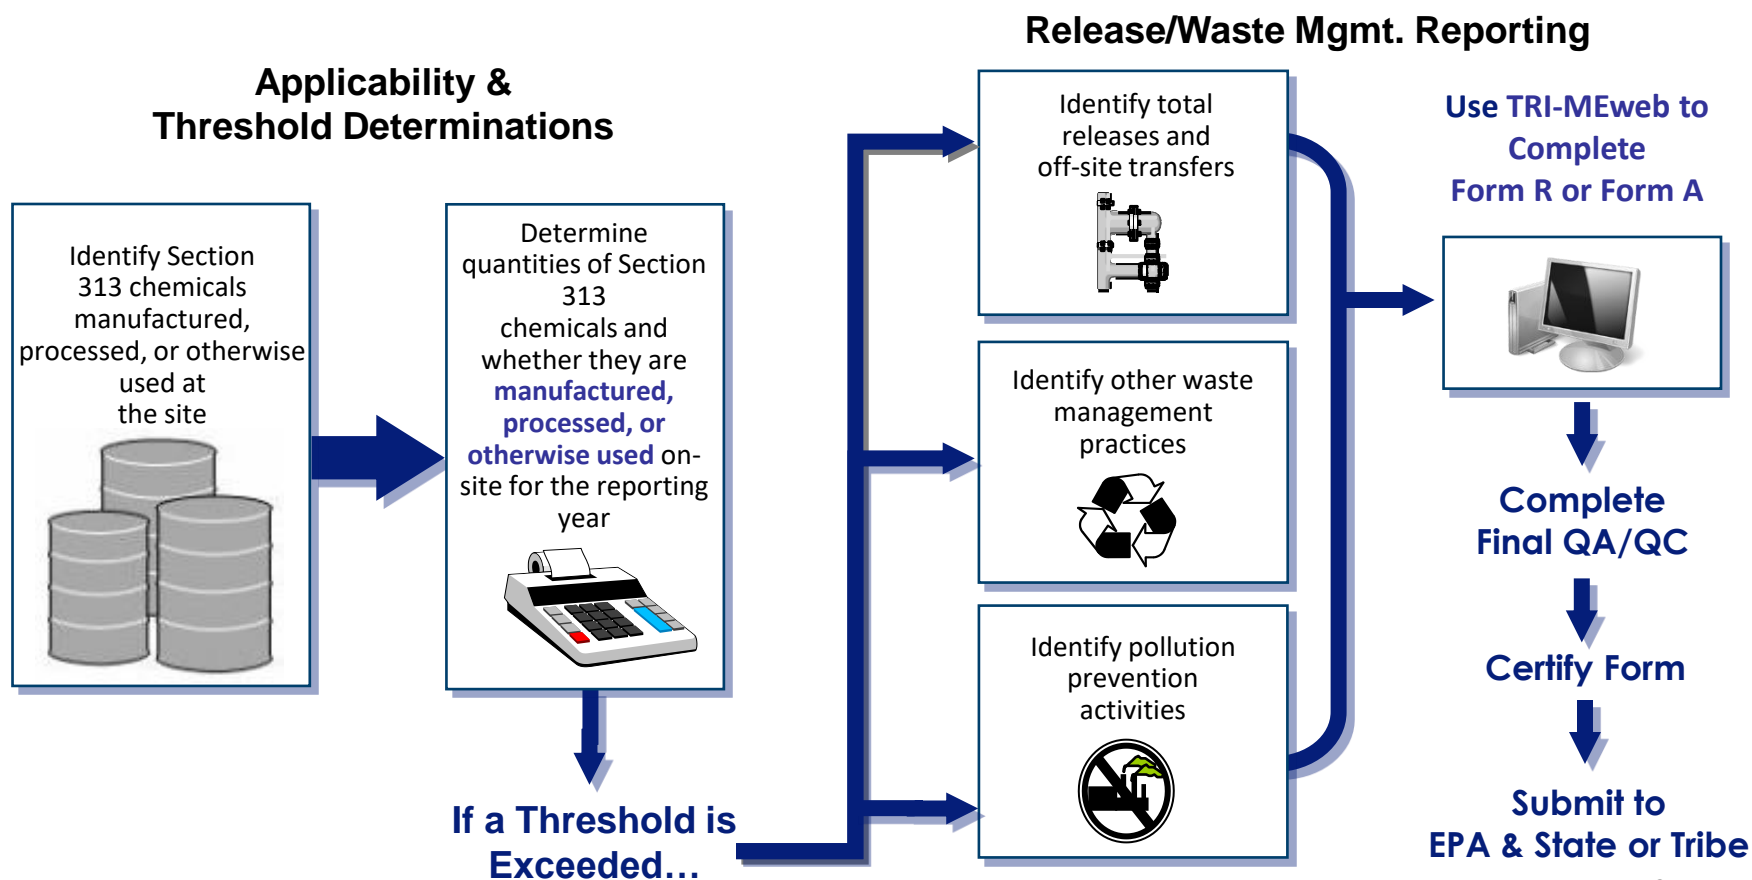 Applicability &
Threshold Determinations
Identify Section
313 chemicals
manufactured,
processed, or otherwise
used at
the site
Determine
quantities of Section
313
chemicals and
whether they are
manufactured,
processed, or
otherwise used on-
site for the reporting
year
If a Threshold is
Exceeded…
Release/Waste Mgmt. Reporting
Identify total
releases and
off-site transfers
Identify other waste
management
practices
Identify pollution
prevention
activities
Use TRI-MEweb to
Complete
Form R or Form A
Complete
Final QA/QC
Certify Form
Submit to
EPA & State or Tribe